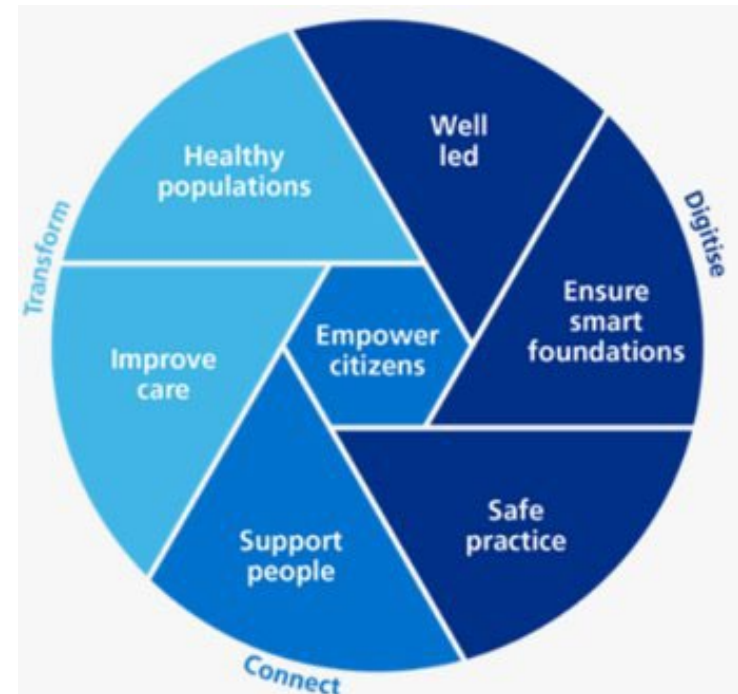 Well
led
Healthy
populations
Transform
Digitise
Ensure
smart
foundations
Empower
citizens
Improve
care
Safe
practice
Support
people
Connect